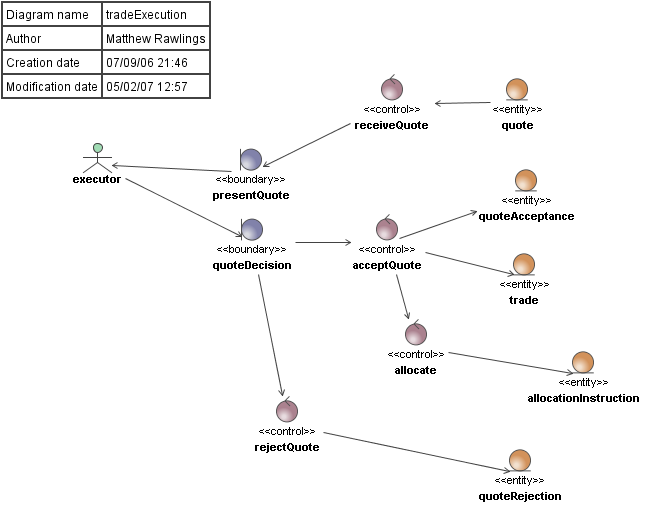 Diagram name tradeExecution
Author Matthew Rawlings
Creation date 07/09/06 21:46
Modification date 05/02/07 12:57
<<control>> <<entity>>
receiveQuote quote
executor
<<boundary>>
presentQuote
<<entity>>
quoteAcceptance
<<boundary>> <<control>>
quoteDecision acceptQuote
<<entity>>
trade
<<control>>
allocate
<<entity>>
allocationInstruction
<<control>>
rejectQuote
<<entity>>
quoteRejection